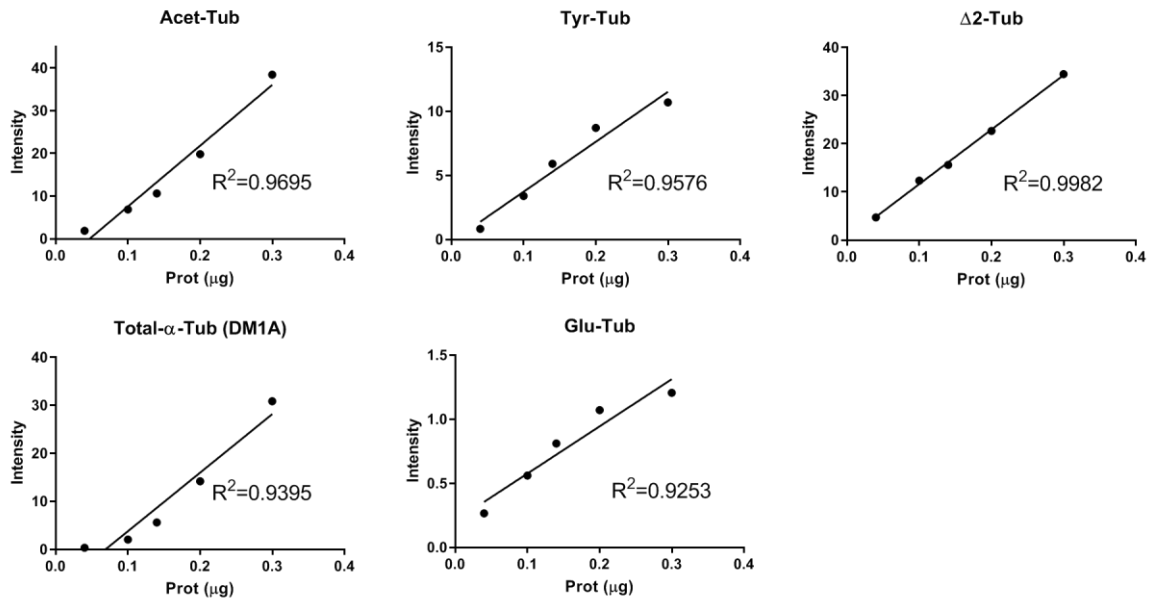 Acet-Tub
Intensity
40
30
20
10
0
0.0 0.1 0.2 0.3 0.4
Prot (μg)
R²=0.9695
Tyr-Tub
Intensity
15
10
5
0
0.0 0.1 0.2 0.3 0.4
Prot (μg)
R²=0.9576
Δ2-Tub
Intensity
40
30
20
10
0
0.0 0.1 0.2 0.3 0.4
Prot (μg)
R²=0.9982
Total-α-Tub (DM1A)
Intensity
40
30
20
10
0
0.0 0.1 0.2 0.3 0.4
Prot (μg)
R²=0.9395
Glu-Tub
Intensity
1.5
1.0
0.5
0.0
0.0 0.1 0.2 0.3 0.4
Prot (μg)
R²=0.9253